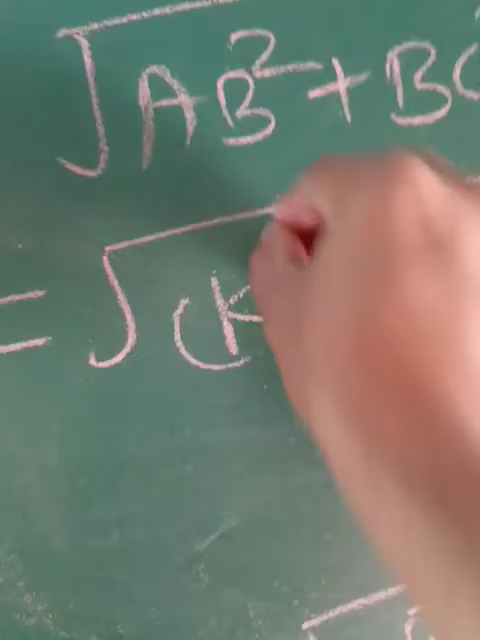 √AB² + BC
= √(K